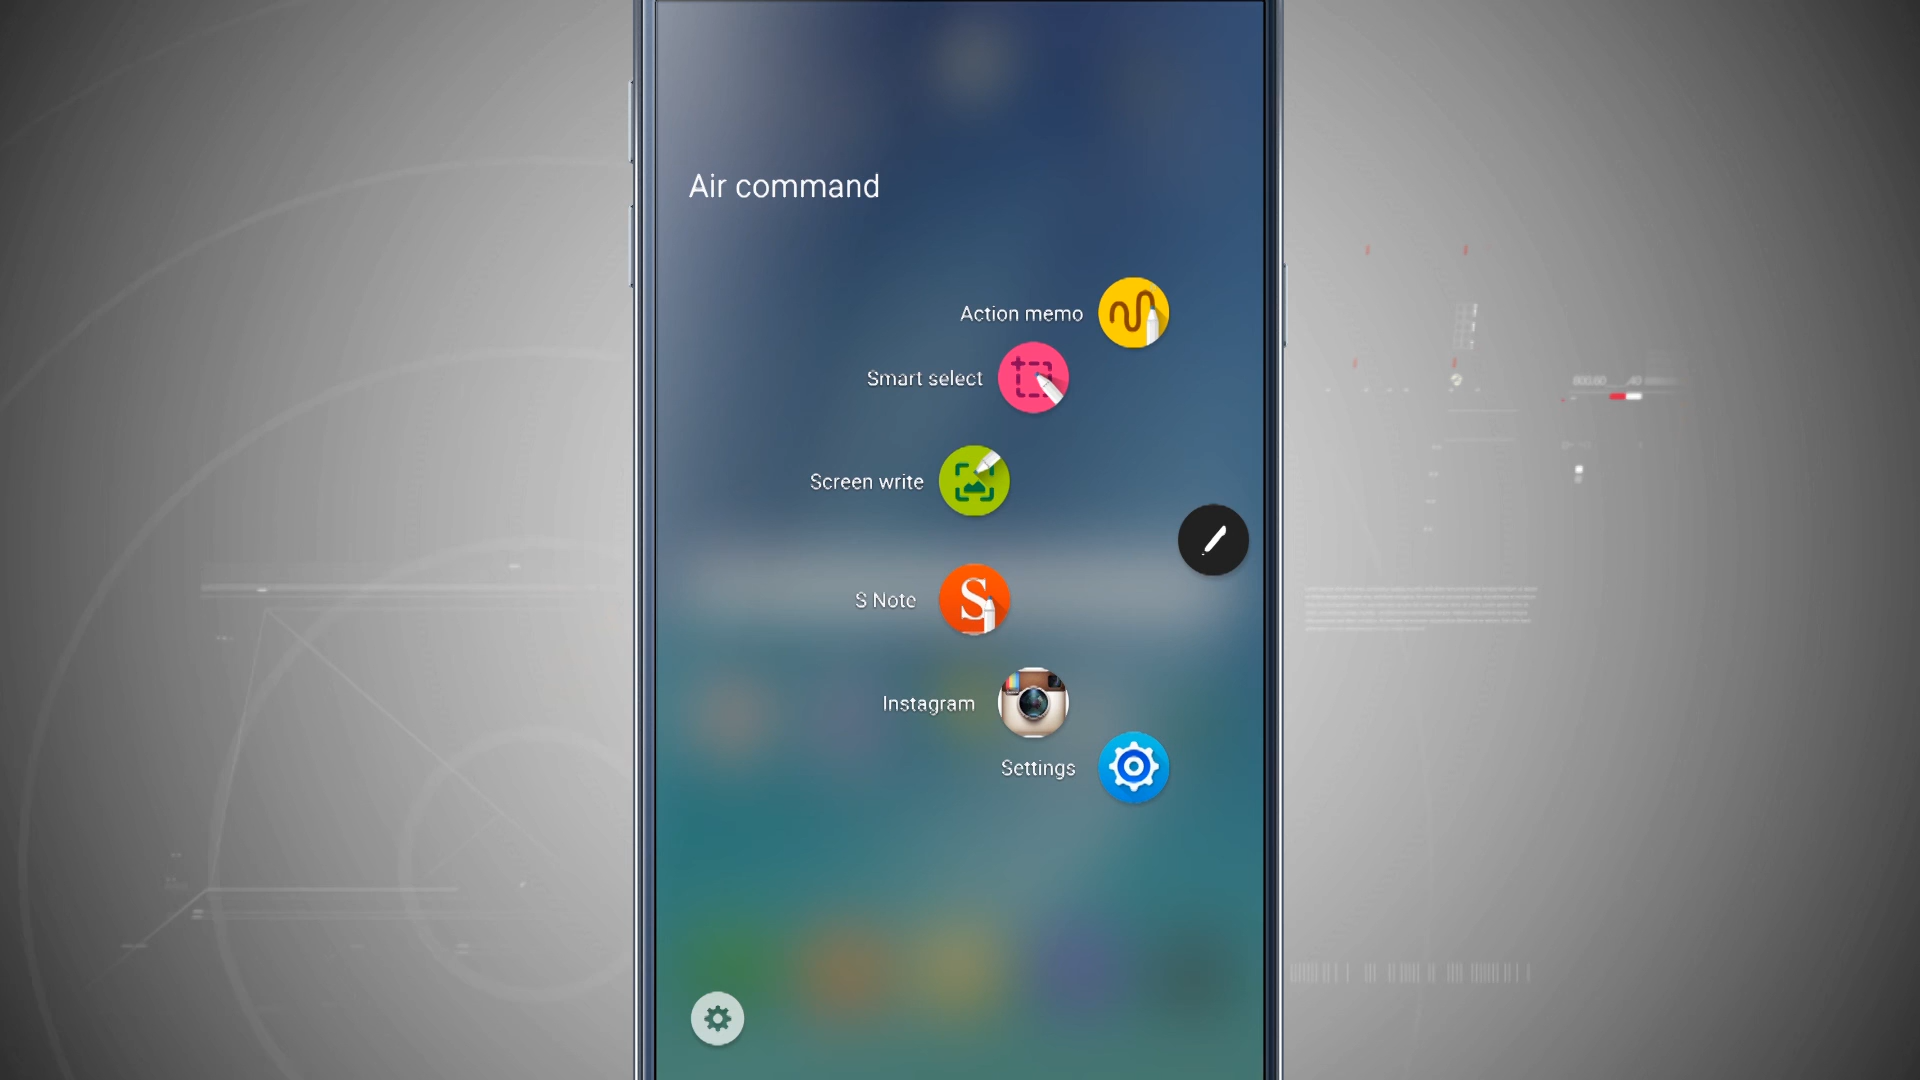 Air command
Action memo
Smart select
Screen write
S Note
S
Instagram
Settings